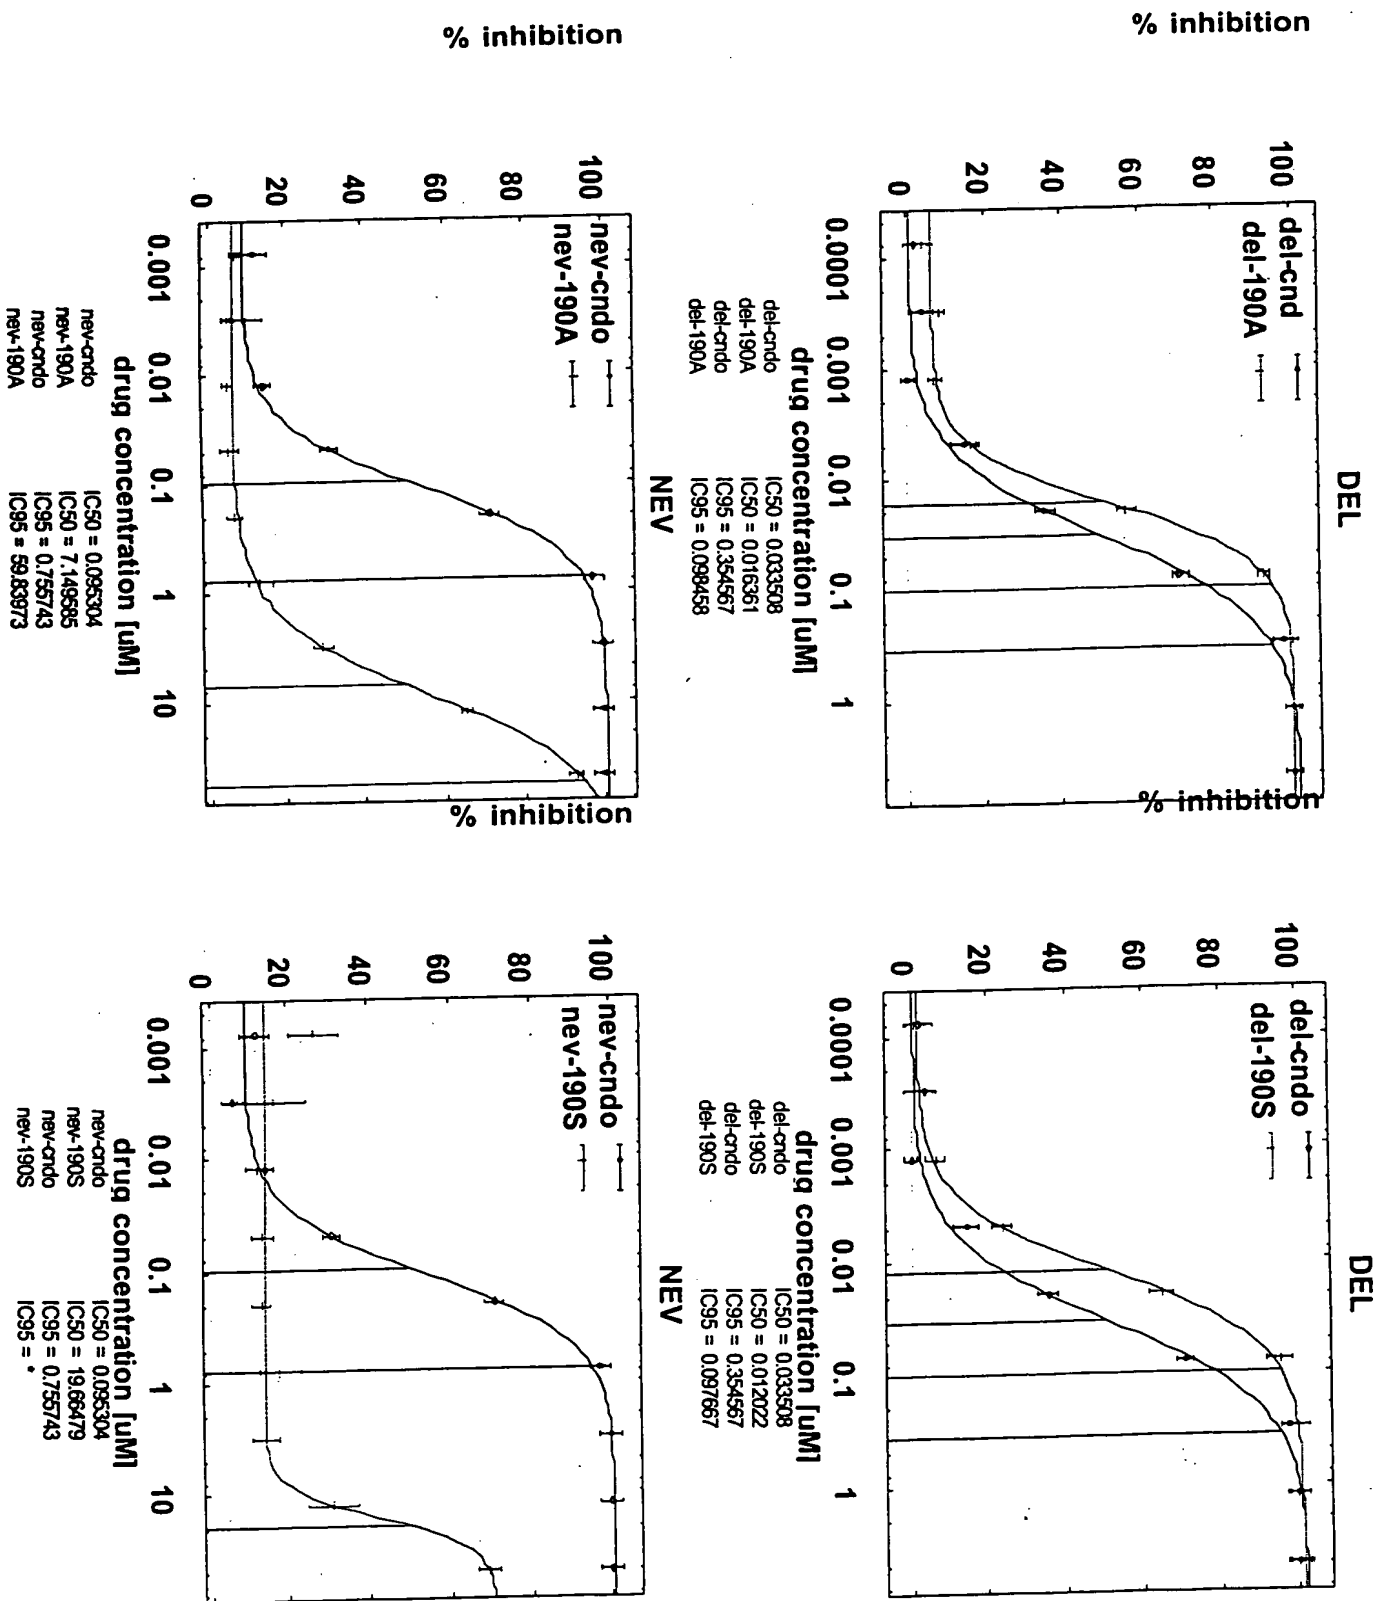 DEL
% inhibition
100
80
60
40
20
0
del-cnd
del-190A
0.0001
0.001
0.01
0.1
1
drug concentration [uM]
del-cndo IC50 = 0.033508
del-190A IC50 = 0.016361
del-cndo IC95 = 0.354567
del-190A IC95 = 0.098458
DEL
% inhibition
100
80
60
40
20
0
del-cndo
del-190S
0.0001
0.001
0.01
0.1
1
drug concentration [uM]
del-cndo IC50 = 0.033508
del-190S IC50 = 0.012022
del-cndo IC95 = 0.354567
del-190S IC95 = 0.097667
NEV
% inhibition
100
80
60
40
20
0
nev-cndo
nev-190A
0.001
0.01
0.1
1
10
drug concentration [uM]
nev-cndo IC50 = 0.095304
nev-190A IC50 = 7.149585
nev-cndo IC95 = 0.755743
nev-190A IC95 = 59.83973
NEV
% inhibition
100
80
60
40
20
0
nev-cndo
nev-190S
0.001
0.01
0.1
1
10
drug concentration [uM]
nev-cndo IC50 = 0.095304
nev-190S IC50 = 19.66479
nev-cndo IC95 = 0.755743
nev-190S IC95 = *